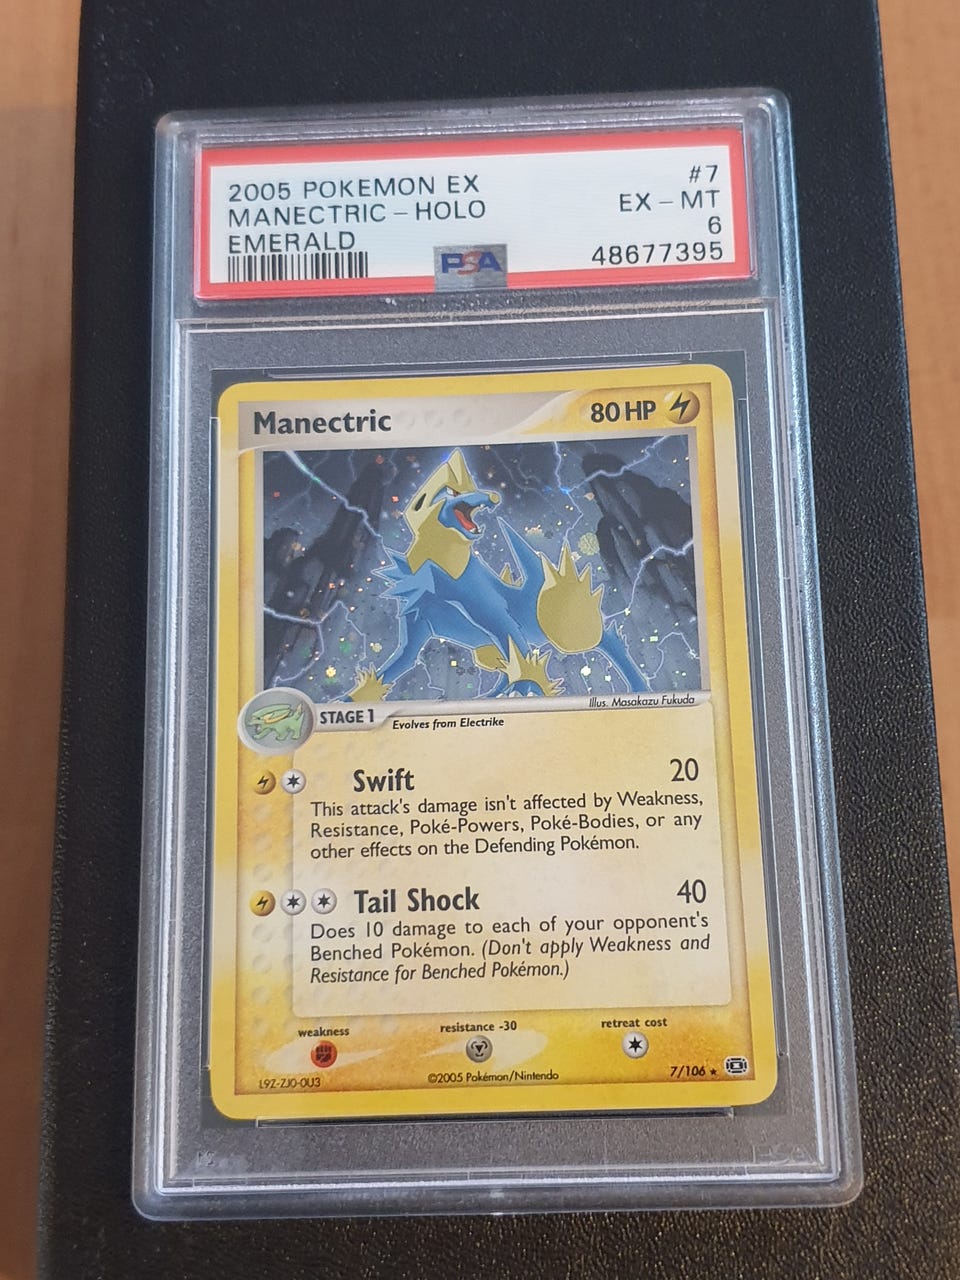 2005 POKEMON EX #7
MANECTRIC - HOLO EX - MT
EMERALD 6
PSA 48677395
Manectric 80 HP
Illus. Masakazu Fukuda
STAGE 1 Evolves from Electrike
Swift 20
This attack's damage isn't affected by Weakness,
Resistance, Poké-Powers, Poké-Bodies, or any
other effects on the Defending Pokémon.
Tail Shock 40
Does 10 damage to each of your opponent's
Benched Pokémon. (Don't apply Weakness and
Resistance for Benched Pokémon.)
weakness resistance -30 retreat cost
L9Z-ZJ0-0U3 ©2005 Pokémon/Nintendo 7/106